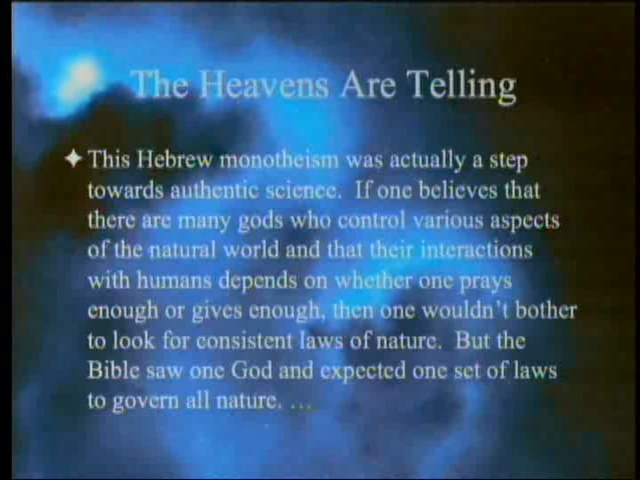 The Heavens Are Telling
This Hebrew monotheism was actually a step
towards authentic science.  If one believes that
there are many gods who control various aspects
of the natural world and that their interactions
with humans depends on whether one prays
enough or gives enough, then one wouldn't bother
to look for consistent laws of nature.  But the
Bible saw one God and expected one set of laws
to govern all nature. …